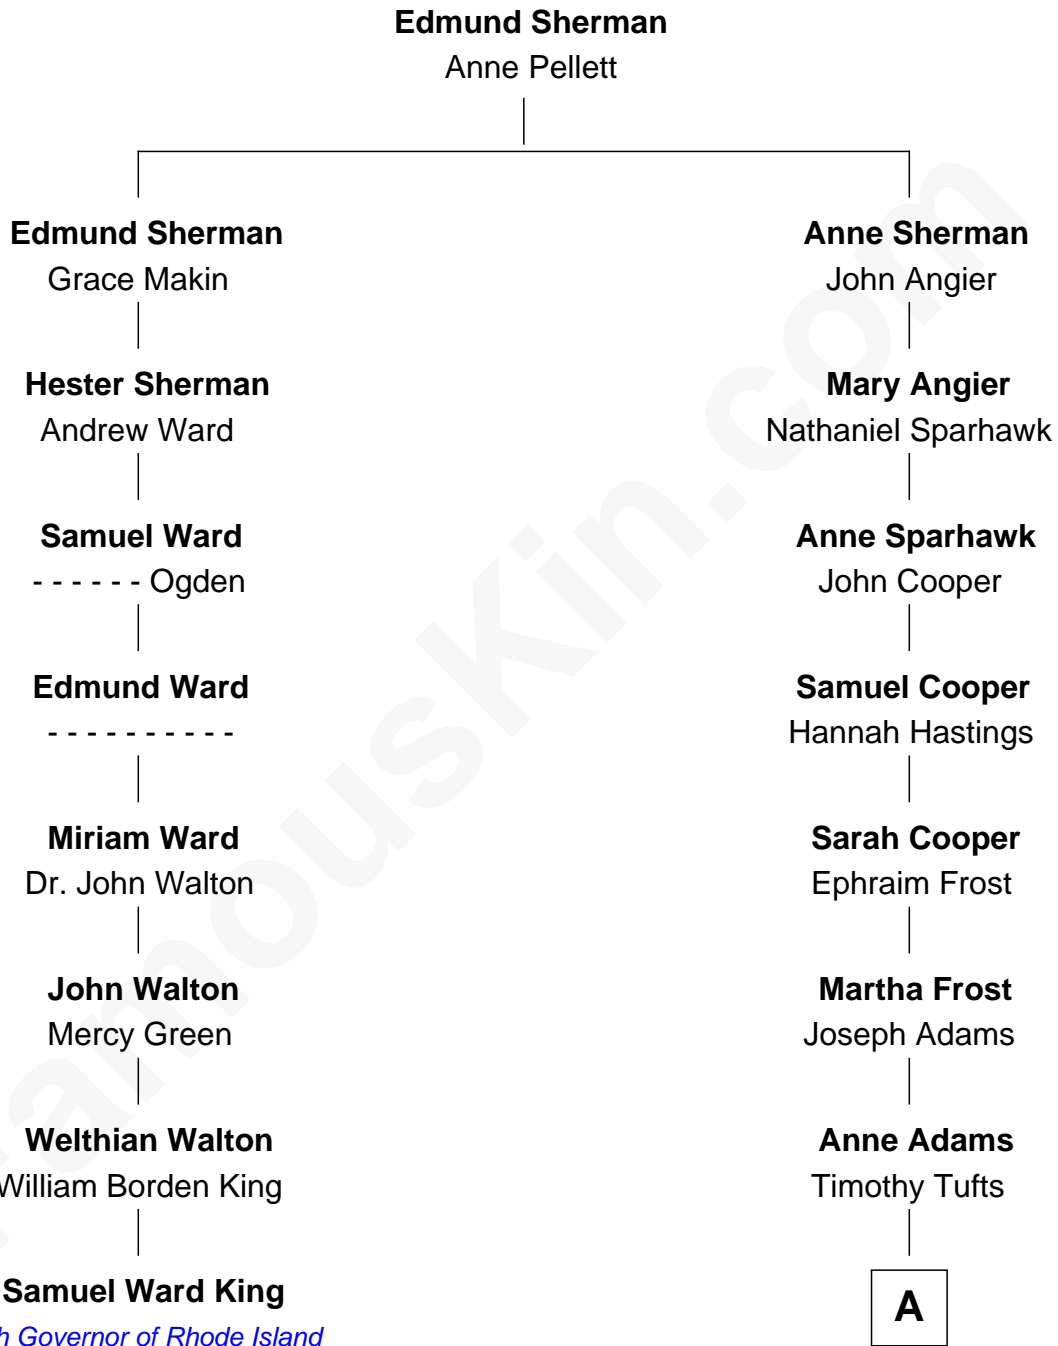 Edmund Sherman
Anne Pellett
Edmund Sherman
Grace Makin
Anne Sherman
John Angier
Hester Sherman
Andrew Ward
Mary Angier
Nathaniel Sparhawk
Samuel Ward
- - - - - - Ogden
Anne Sparhawk
John Cooper
Edmund Ward
- - - - - - - - - -
Samuel Cooper
Hannah Hastings
Miriam Ward
Dr. John Walton
Sarah Cooper
Ephraim Frost
John Walton
Mercy Green
Martha Frost
Joseph Adams
Welthian Walton
William Borden King
Anne Adams
Timothy Tufts
Samuel Ward King
h Governor of Rhode Island
A
FamousKin.com